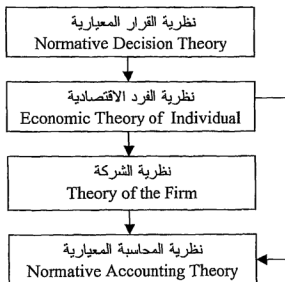 نظرية القرار المعيارية
Normative Decision Theory
نظرية الفرد الاقتصادية
Economic Theory of Individual
نظرية الشركة
Theory of the Firm
نظرية المحاسبة المعيارية
Normative Accounting Theory